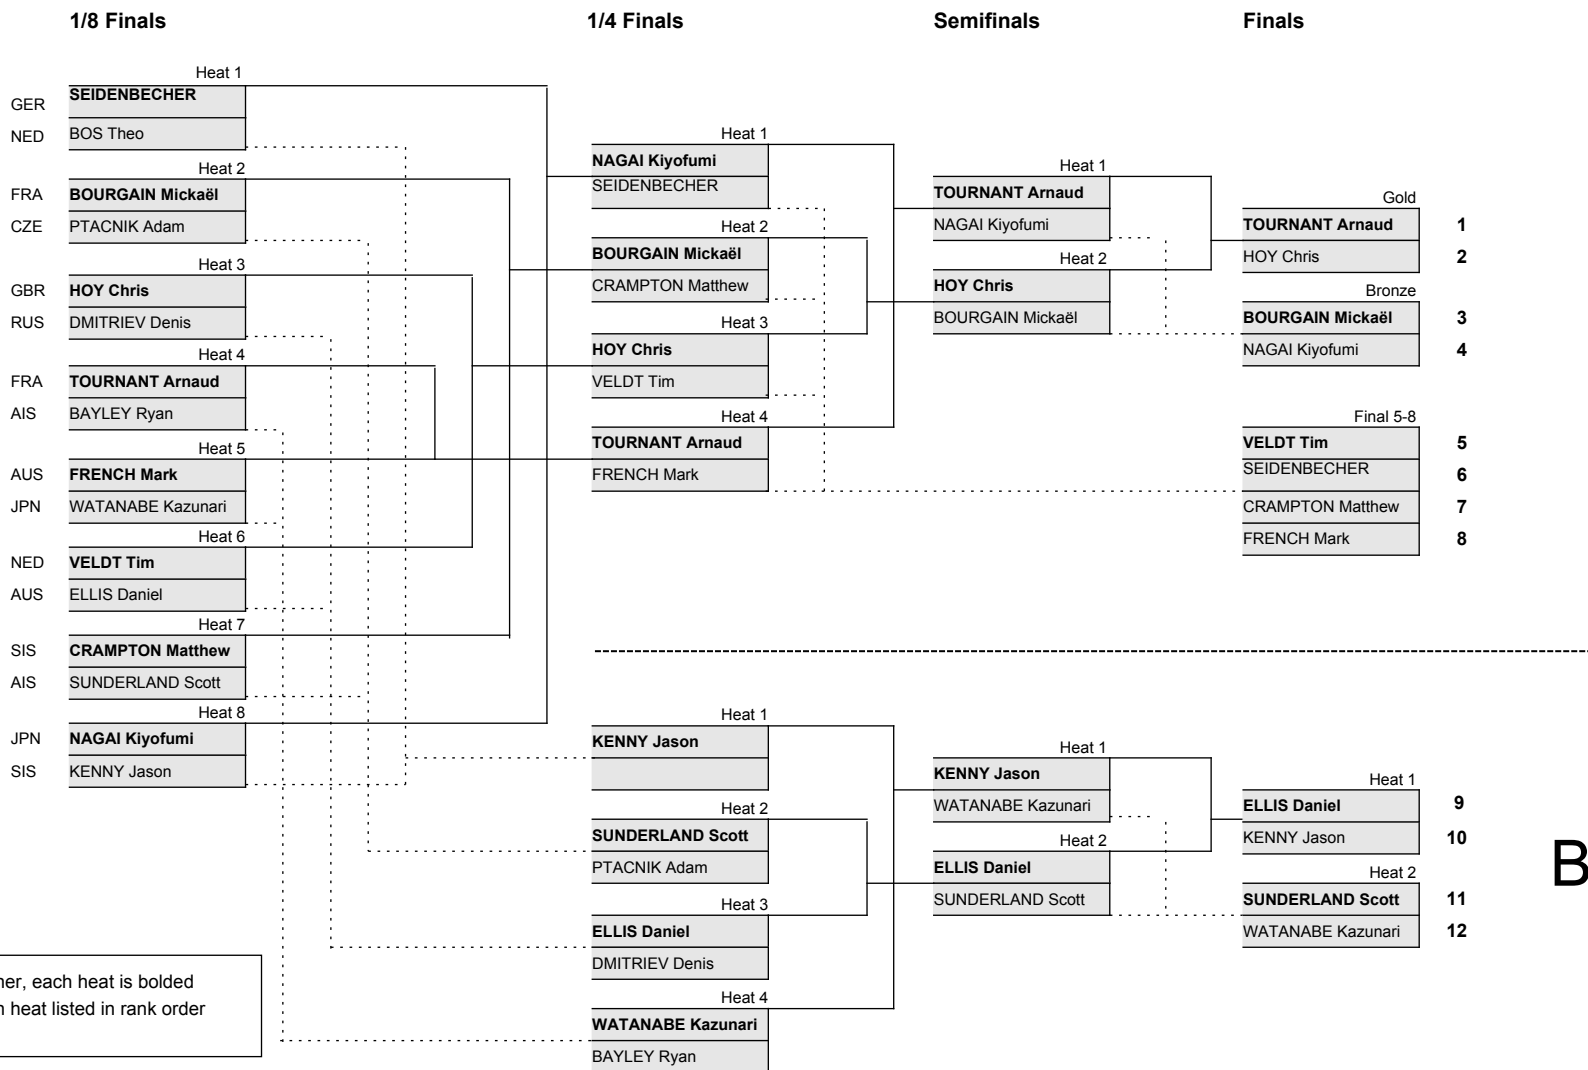 1/8 Finals 1/4 Finals Semifinals Finals
Heat 1
GER SEIDENBECHER
NED BOS Theo
Heat 2
FRA BOURGAIN Mickaël
CZE PTACNIK Adam
Heat 3
GBR HOY Chris
RUS DMITRIEV Denis
Heat 4
FRA TOURNANT Arnaud
AIS BAYLEY Ryan
Heat 5
AUS FRENCH Mark
JPN WATANABE Kazunari
Heat 6
NED VELDT Tim
AUS ELLIS Daniel
Heat 7
SIS CRAMPTON Matthew
AIS SUNDERLAND Scott
Heat 8
JPN NAGAI Kiyofumi
SIS KENNY Jason
Heat 1
NAGAI Kiyofumi
SEIDENBECHER
Heat 2
BOURGAIN Mickaël
CRAMPTON Matthew
Heat 3
HOY Chris
VELDT Tim
Heat 4
TOURNANT Arnaud
FRENCH Mark
Heat 1
TOURNANT Arnaud
NAGAI Kiyofumi
Heat 2
HOY Chris
BOURGAIN Mickaël
Gold
TOURNANT Arnaud 1
HOY Chris 2
Bronze
BOURGAIN Mickaël 3
NAGAI Kiyofumi 4
Final 5-8
VELDT Tim 5
SEIDENBECHER 6
CRAMPTON Matthew 7
FRENCH Mark 8
Heat 1
KENNY Jason
Heat 2
SUNDERLAND Scott
PTACNIK Adam
Heat 3
ELLIS Daniel
DMITRIEV Denis
Heat 4
WATANABE Kazunari
BAYLEY Ryan
Heat 1
KENNY Jason
WATANABE Kazunari
Heat 2
ELLIS Daniel
SUNDERLAND Scott
Heat 1
ELLIS Daniel 9
KENNY Jason 10
Heat 2
SUNDERLAND Scott 11
WATANABE Kazunari 12
B
her, each heat is bolded
heat listed in rank order